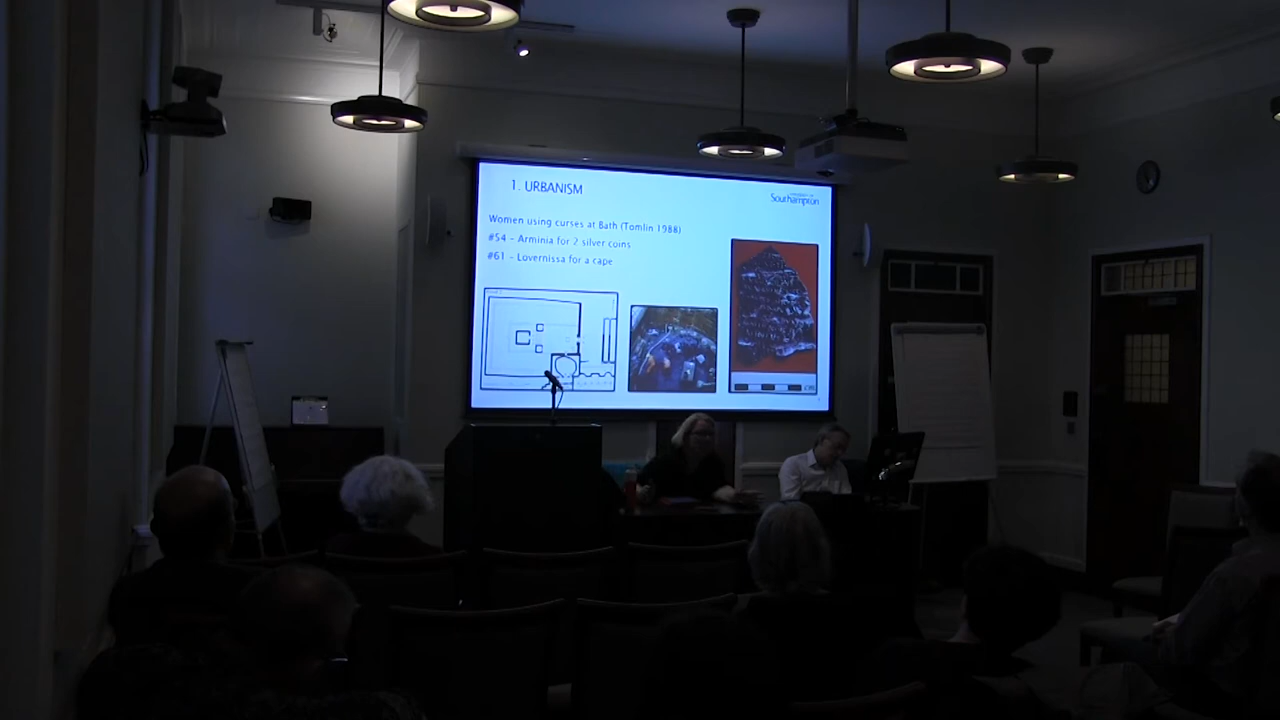 1. URBANISM
Southampton
Women using curses at Bath (Tomlin 1988)
#54 – Arminia for 2 silver coins
#61 – Lovernissa for a cape